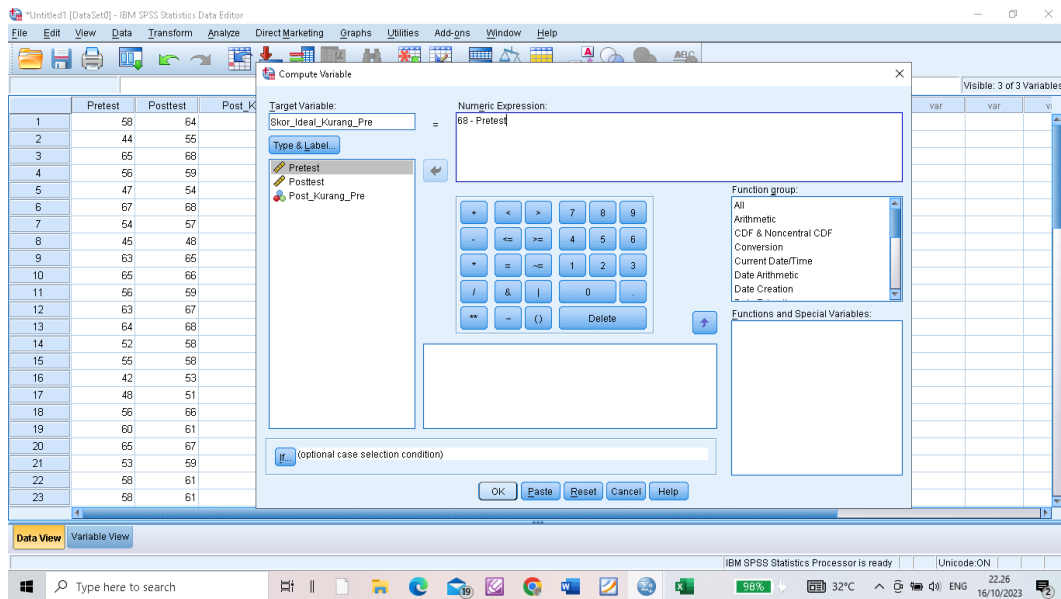 *Untitled1 [DataSet0] - IBM SPSS Statistics Data Editor
File Edit View Data Transform Analyze Direct Marketing Graphs Utilities Add-ons Window Help
Compute Variable
Visible: 3 of 3 Variables
Pretest Posttest Post_K var var
Target Variable: Numeric Expression:
Skor_Ideal_Kurang_Pre = 68 - Pretest
Type & Label...
Pretest
Posttest
Post_Kurang_Pre
+ < > 7 8 9
- <= >= 4 5 6
* = ~= 1 2 3
/ & | 0 .
** ~ () Delete
Function group:
All
Arithmetic
CDF & Noncentral CDF
Conversion
Current Date/Time
Date Arithmetic
Date Creation
Functions and Special Variables:
If... (optional case selection condition)
OK Paste Reset Cancel Help
1 58 64
2 44 55
3 65 68
4 56 59
5 47 54
6 67 68
7 54 57
8 45 48
9 63 65
10 65 66
11 56 59
12 63 67
13 64 68
14 52 58
15 55 58
16 42 53
17 48 51
18 56 66
19 60 61
20 65 67
21 53 59
22 58 61
23 58 61
Data View Variable View
IBM SPSS Statistics Processor is ready Unicode:ON
Type here to search 19 98% 32°C ENG 22.26
16/10/2023 2